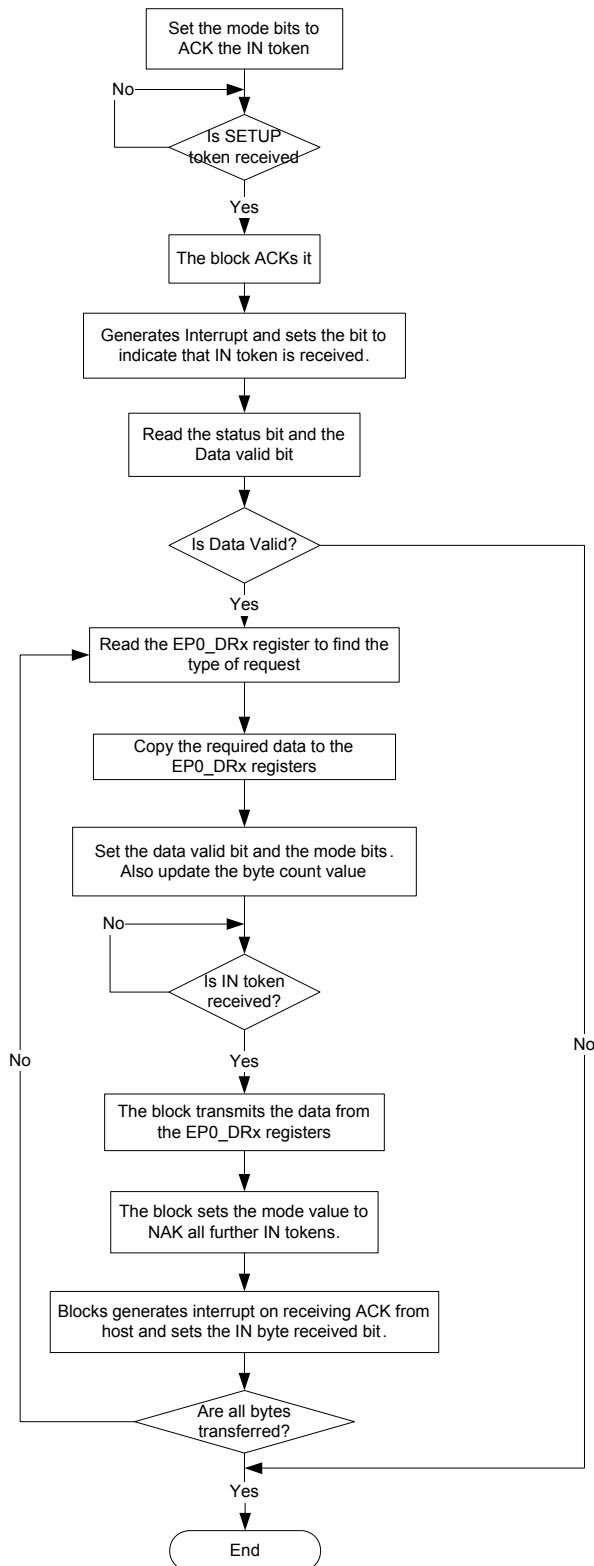 Set the mode bits to
ACK the IN token
No
Is SETUP
token received
Yes
The block ACKs it
Generates Interrupt and sets the bit to
indicate that IN token is received.
Read the status bit and the
Data valid bit
Is Data Valid?
Yes
Read the EP0_DRx register to find the
type of request
Copy the required data to the
EP0_DRx registers
Set the data valid bit and the mode bits.
Also update the byte count value
No
Is IN token
received?
No
No
Yes
The block transmits the data from
the EP0_DRx registers
The block sets the mode value to
NAK all further IN tokens.
Blocks generates interrupt on receiving ACK from
host and sets the IN byte received bit.
Are all bytes
transferred?
Yes
End